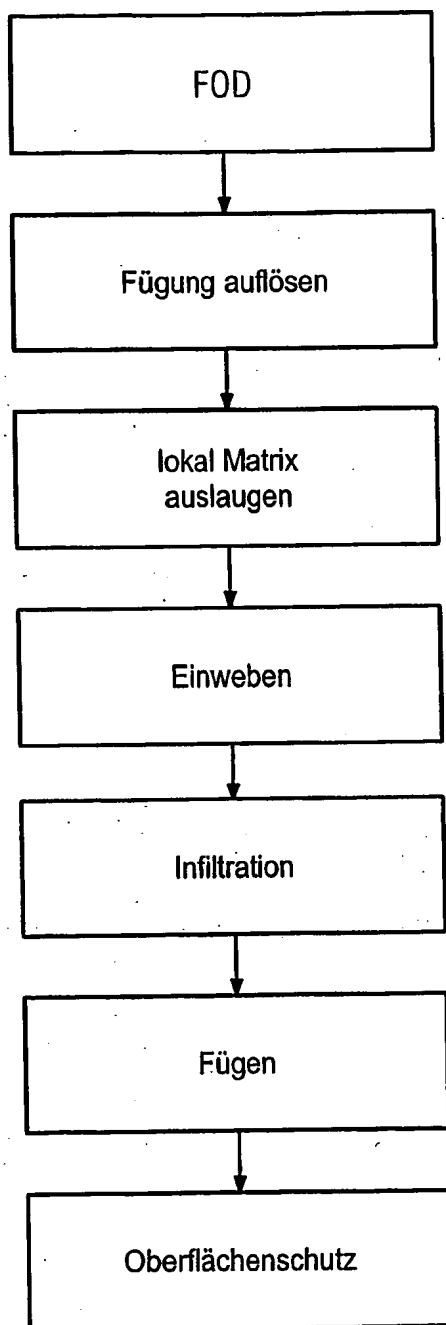 FOD
Fügung auflösen
lokal Matrix
auslaugen
Einweben
Infiltration
Fügen
Oberflächenschutz